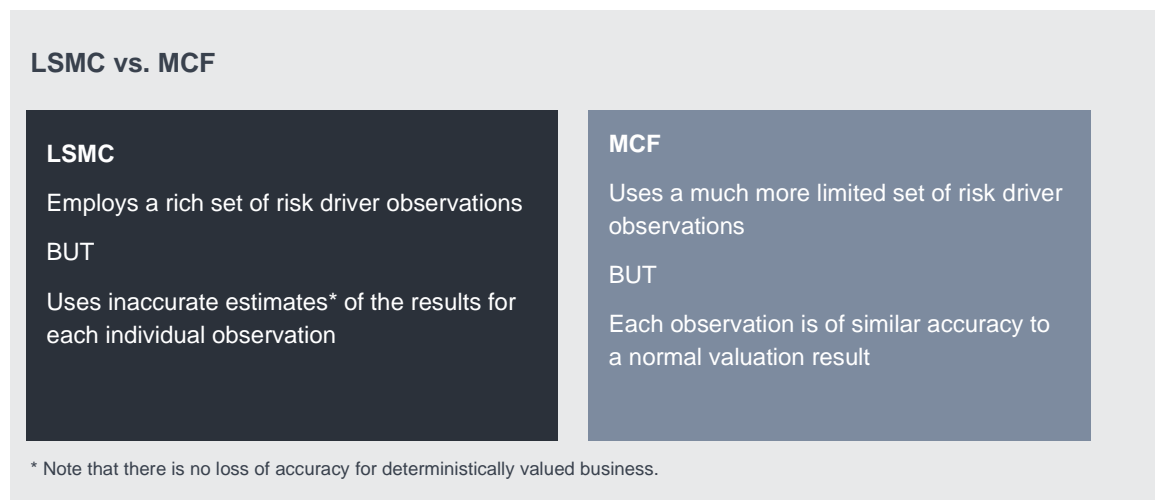 LSMC vs. MCF
LSMC
Employs a rich set of risk driver observations
BUT
Uses inaccurate estimates* of the results for
each individual observation
MCF
Uses a much more limited set of risk driver
observations
BUT
Each observation is of similar accuracy to
a normal valuation result
* Note that there is no loss of accuracy for deterministically valued business.